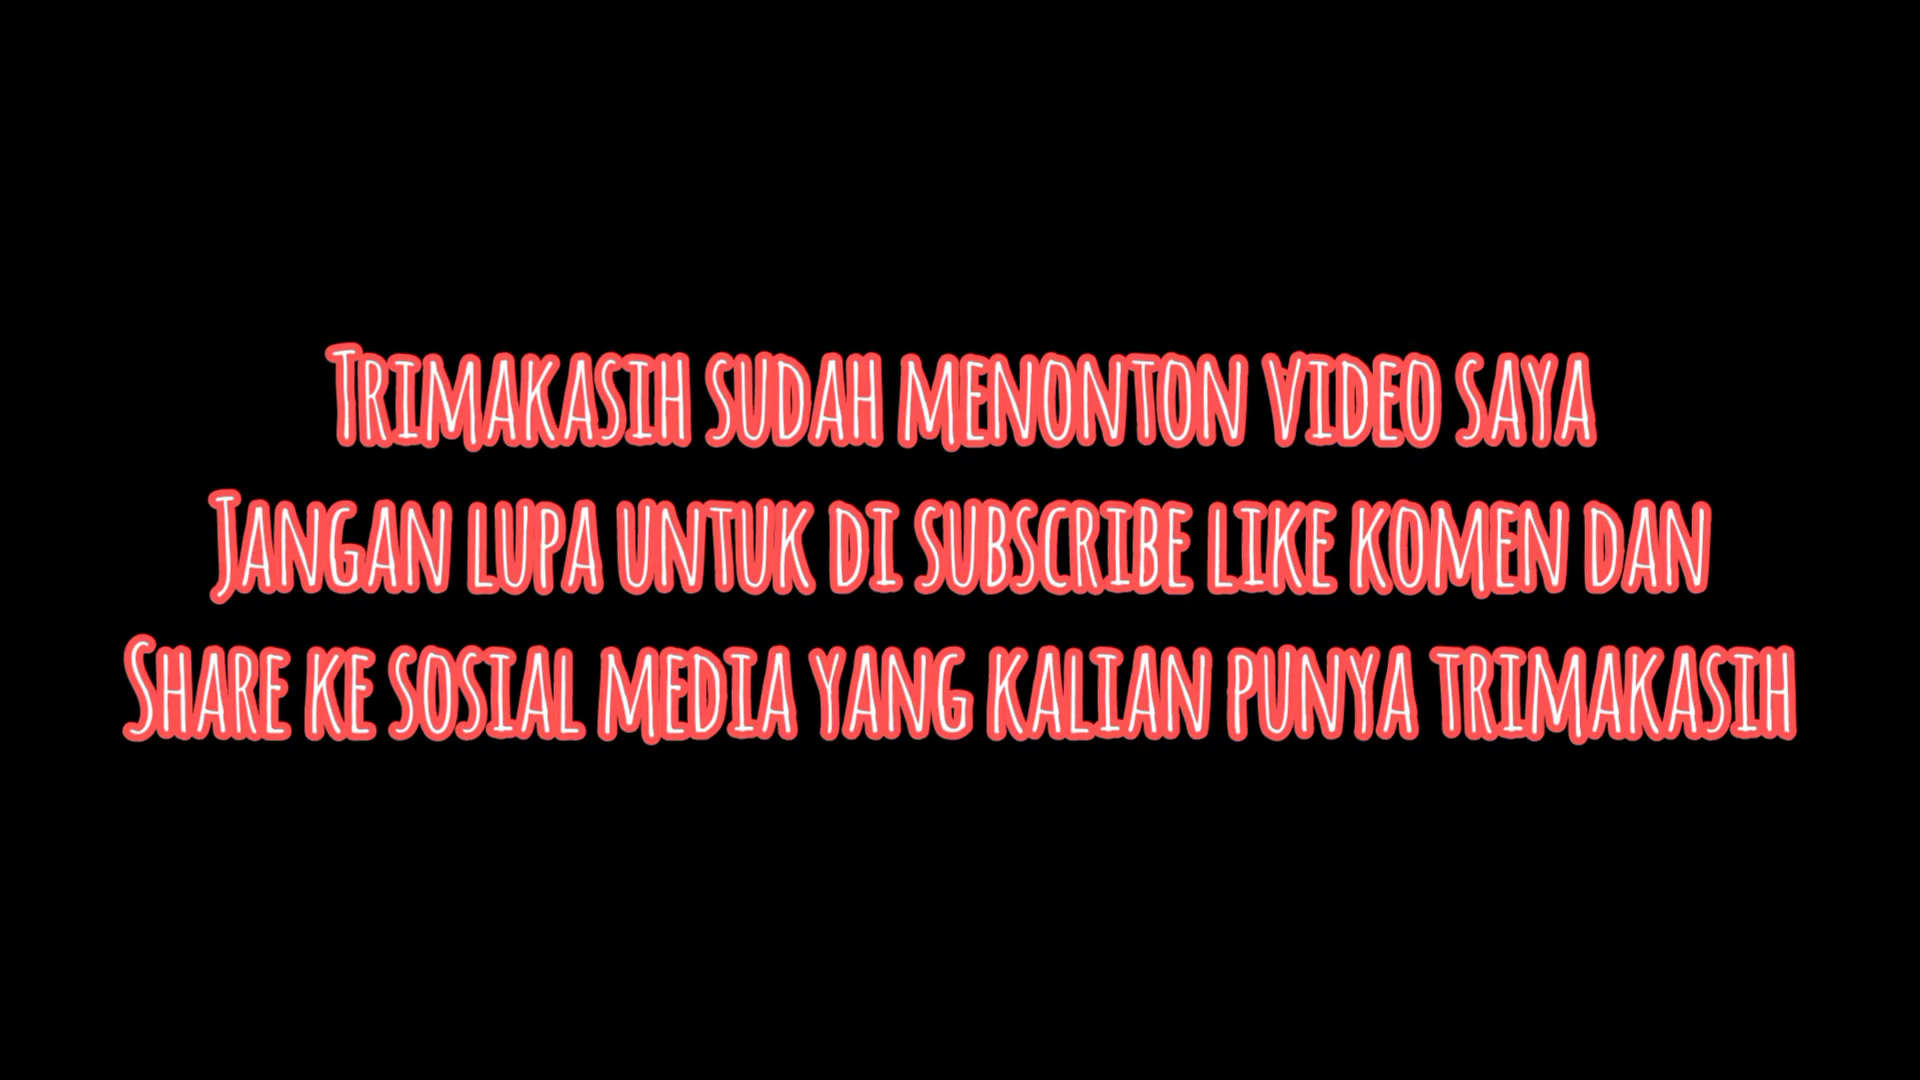 Trimakasih sudah menonton video saya
Jangan lupa untuk di subscribe like komen dan
Share ke sosial media yang kalian punya trimakasih